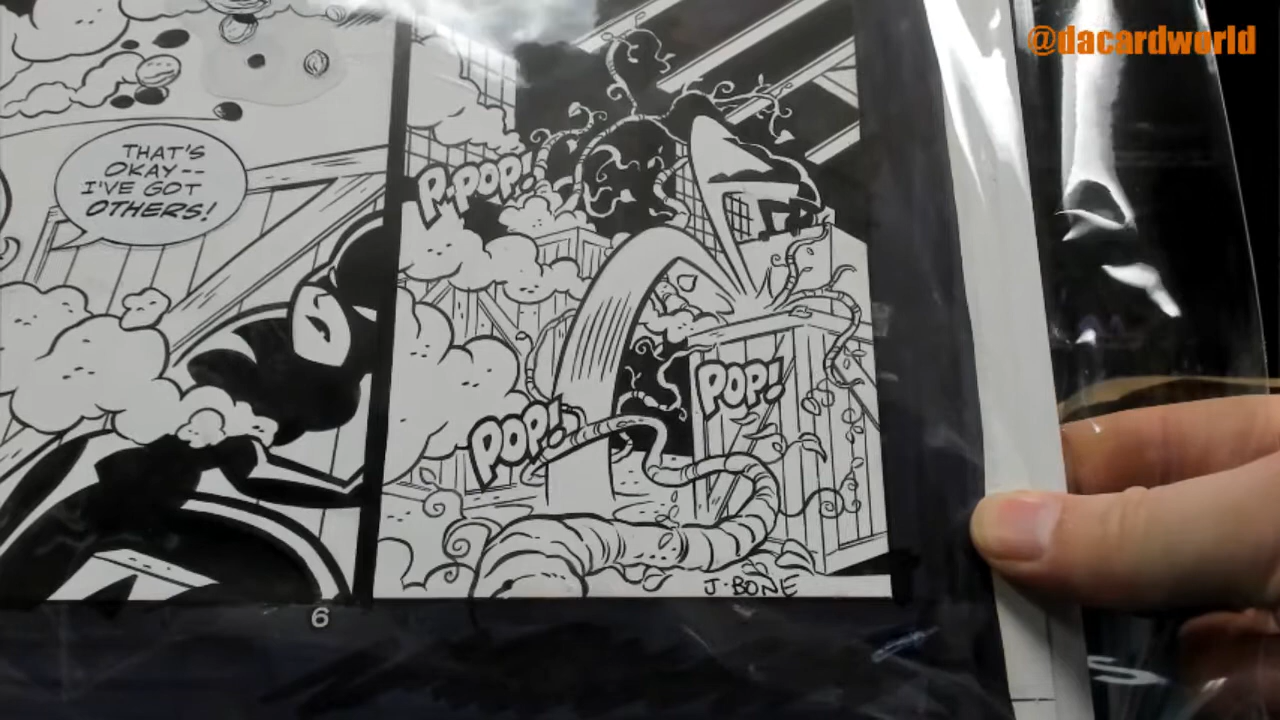 @dacardworld
THAT'S
OKAY--
I'VE GOT
OTHERS!
P-POP!
POP!
POP!
J. BONE
6
S